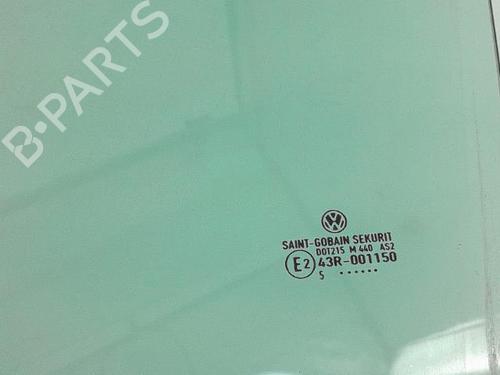 B-PARTS
SAINT-GOBAIN SEKURIT
DOT215 M 440 AS2
E2 43R-001150
S ......